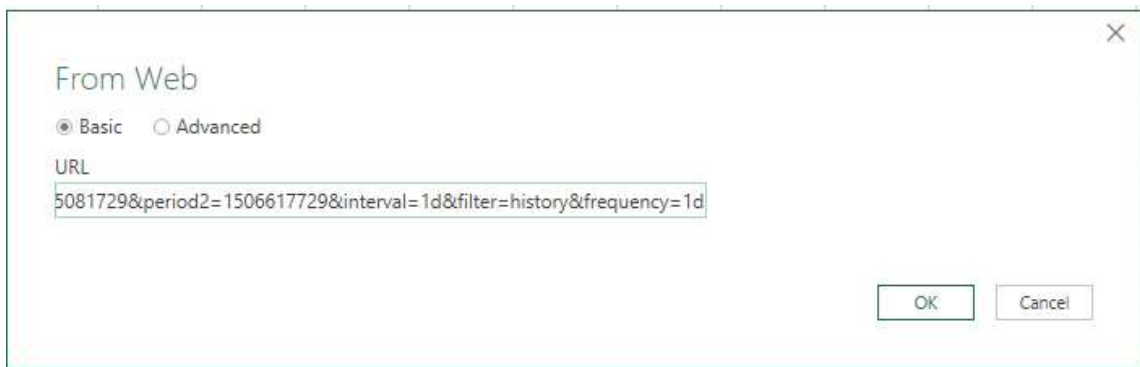 From Web
Basic Advanced
URL
5081729&period2=1506617729&interval=1d&filter=history&frequency=1d
OK Cancel